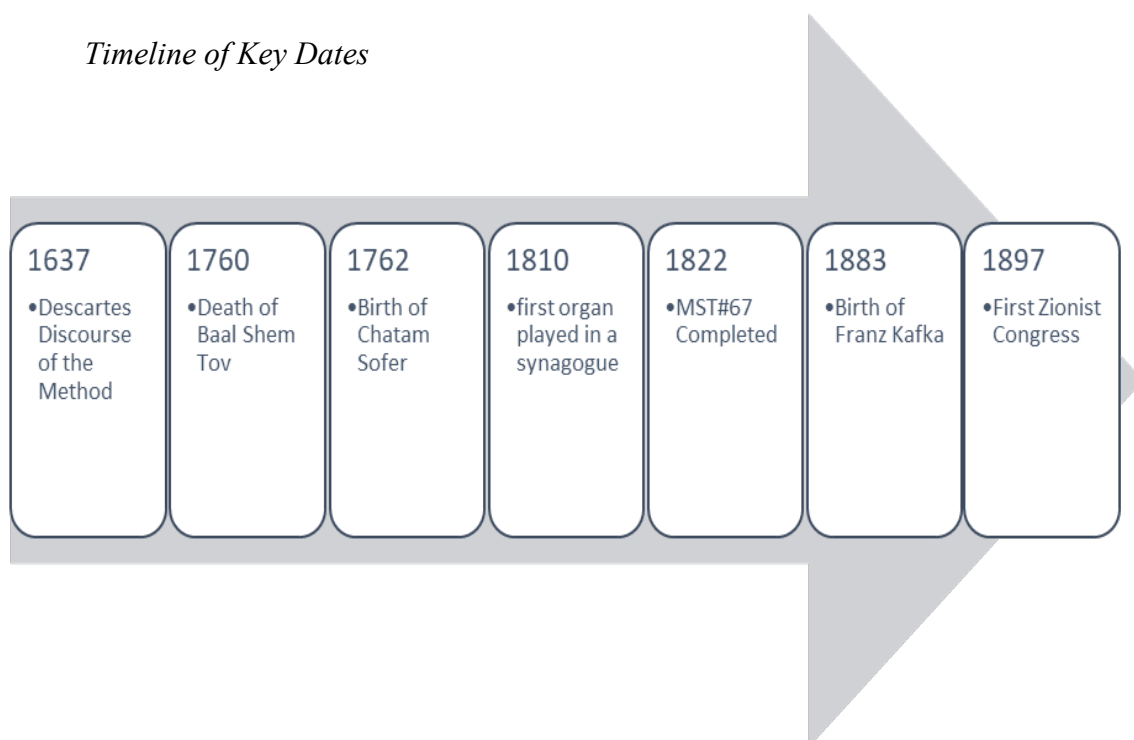 Timeline of Key Dates
1637
•Descartes
Discourse
of the
Method
1760
•Death of
Baal Shem
Tov
1762
•Birth of
Chatam
Sofer
1810
•first organ
played in a
synagogue
1822
•MST#67
Completed
1883
•Birth of
Franz Kafka
1897
•First Zionist
Congress